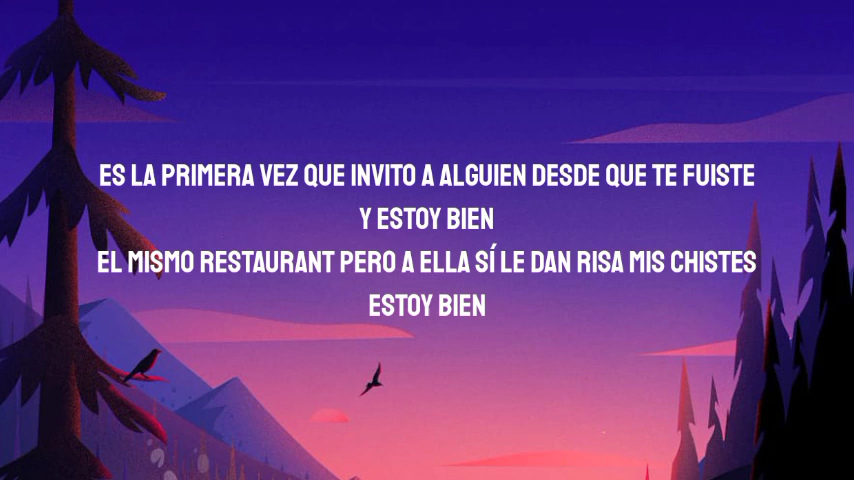 ES LA PRIMERA VEZ QUE INVITO A ALGUIEN DESDE QUE TE FUISTE
Y ESTOY BIEN
EL MISMO RESTAURANT PERO A ELLA SÍ LE DAN RISA MIS CHISTES
ESTOY BIEN